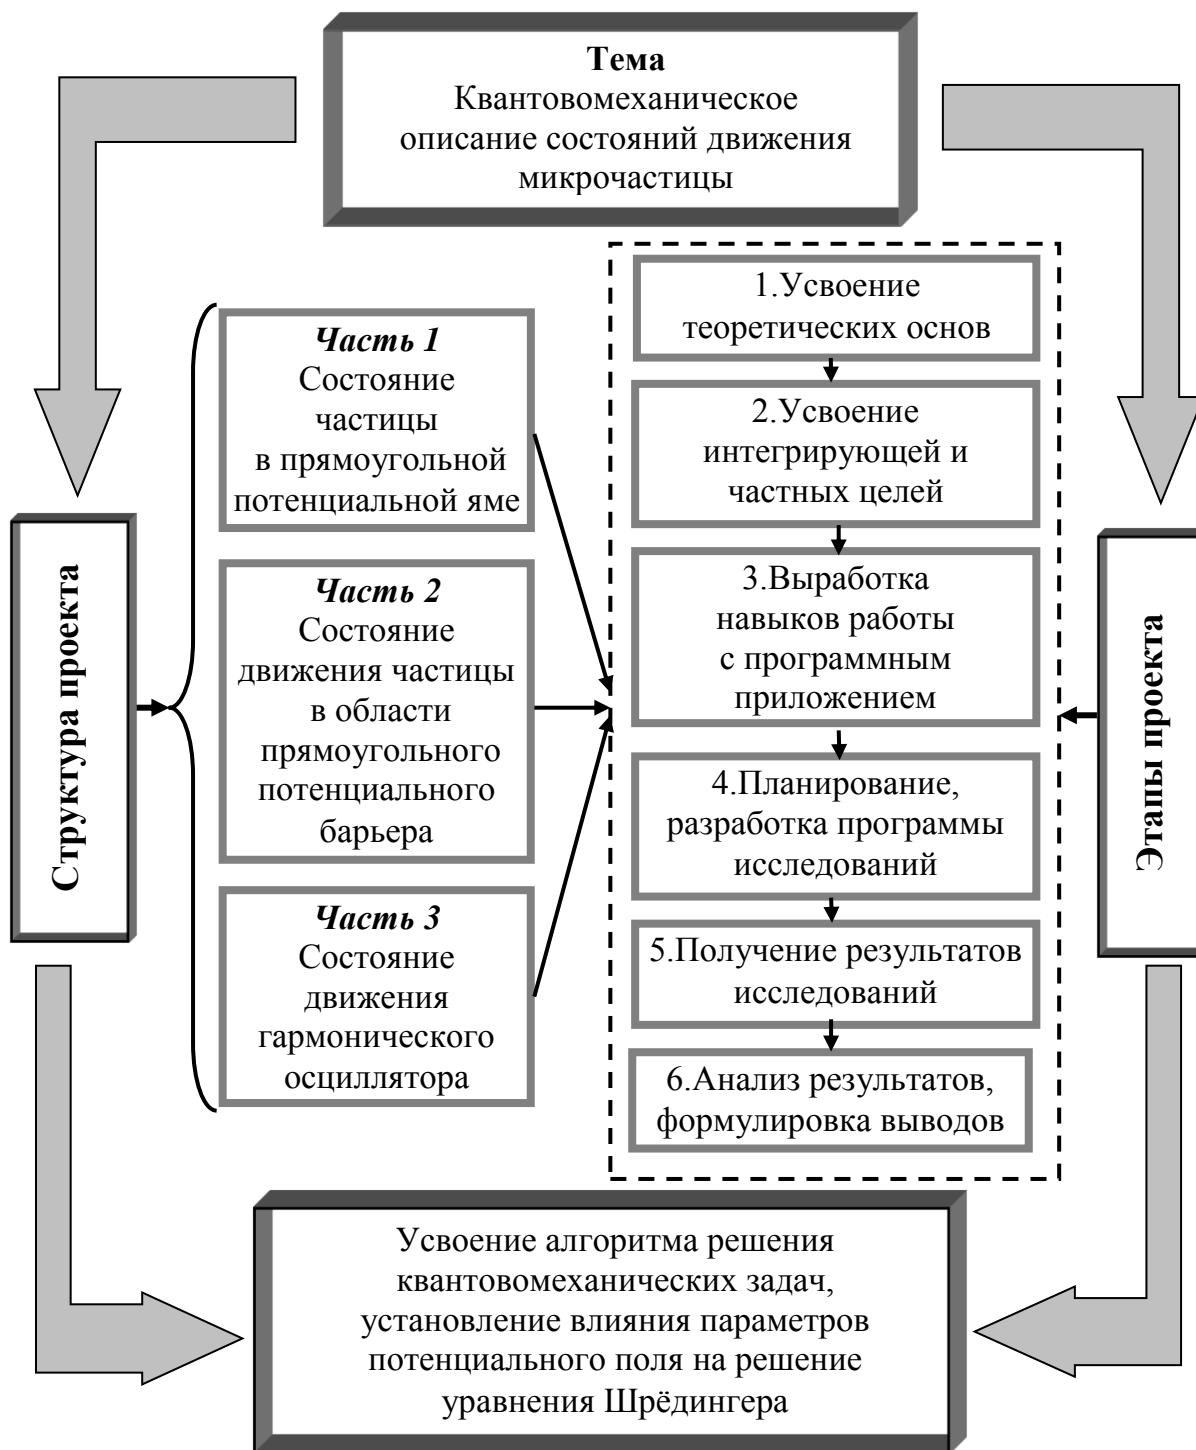 Тема
Квантовомеханическое
описание состояний движения
микрочастицы
Структура проекта
Часть 1
Состояние
частицы
в прямоугольной
потенциальной яме
Часть 2
Состояние
движения частицы
в области
прямоугольного
потенциального
барьера
Часть 3
Состояние
движения
гармонического
осциллятора
1.Усвоение
теоретических основ
2.Усвоение
интегрирующей и
частных целей
3.Выработка
навыков работы
с программным
приложением
4.Планирование,
разработка программы
исследований
5.Получение результатов
исследований
6.Анализ результатов,
формулировка выводов
Этапы проекта
Усвоение алгоритма решения
квантовомеханических задач,
установление влияния параметров
потенциального поля на решение
уравнения Шрёдингера